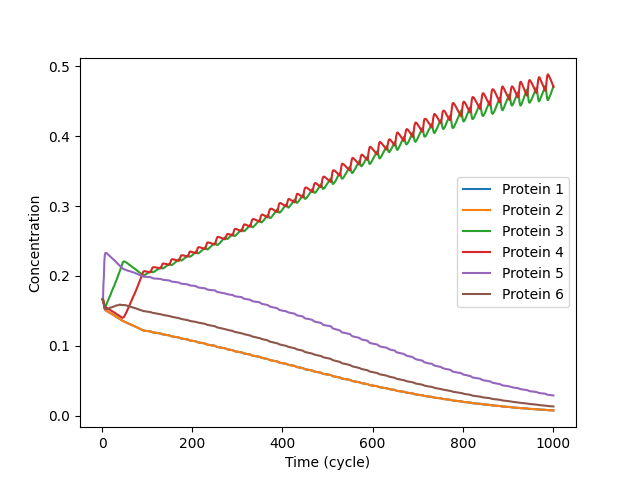 0.5
0.4
0.3
0.2
0.1
0.0
Concentration
0
200
400
600
800
1000
Time (cycle)
Protein 1
Protein 2
Protein 3
Protein 4
Protein 5
Protein 6